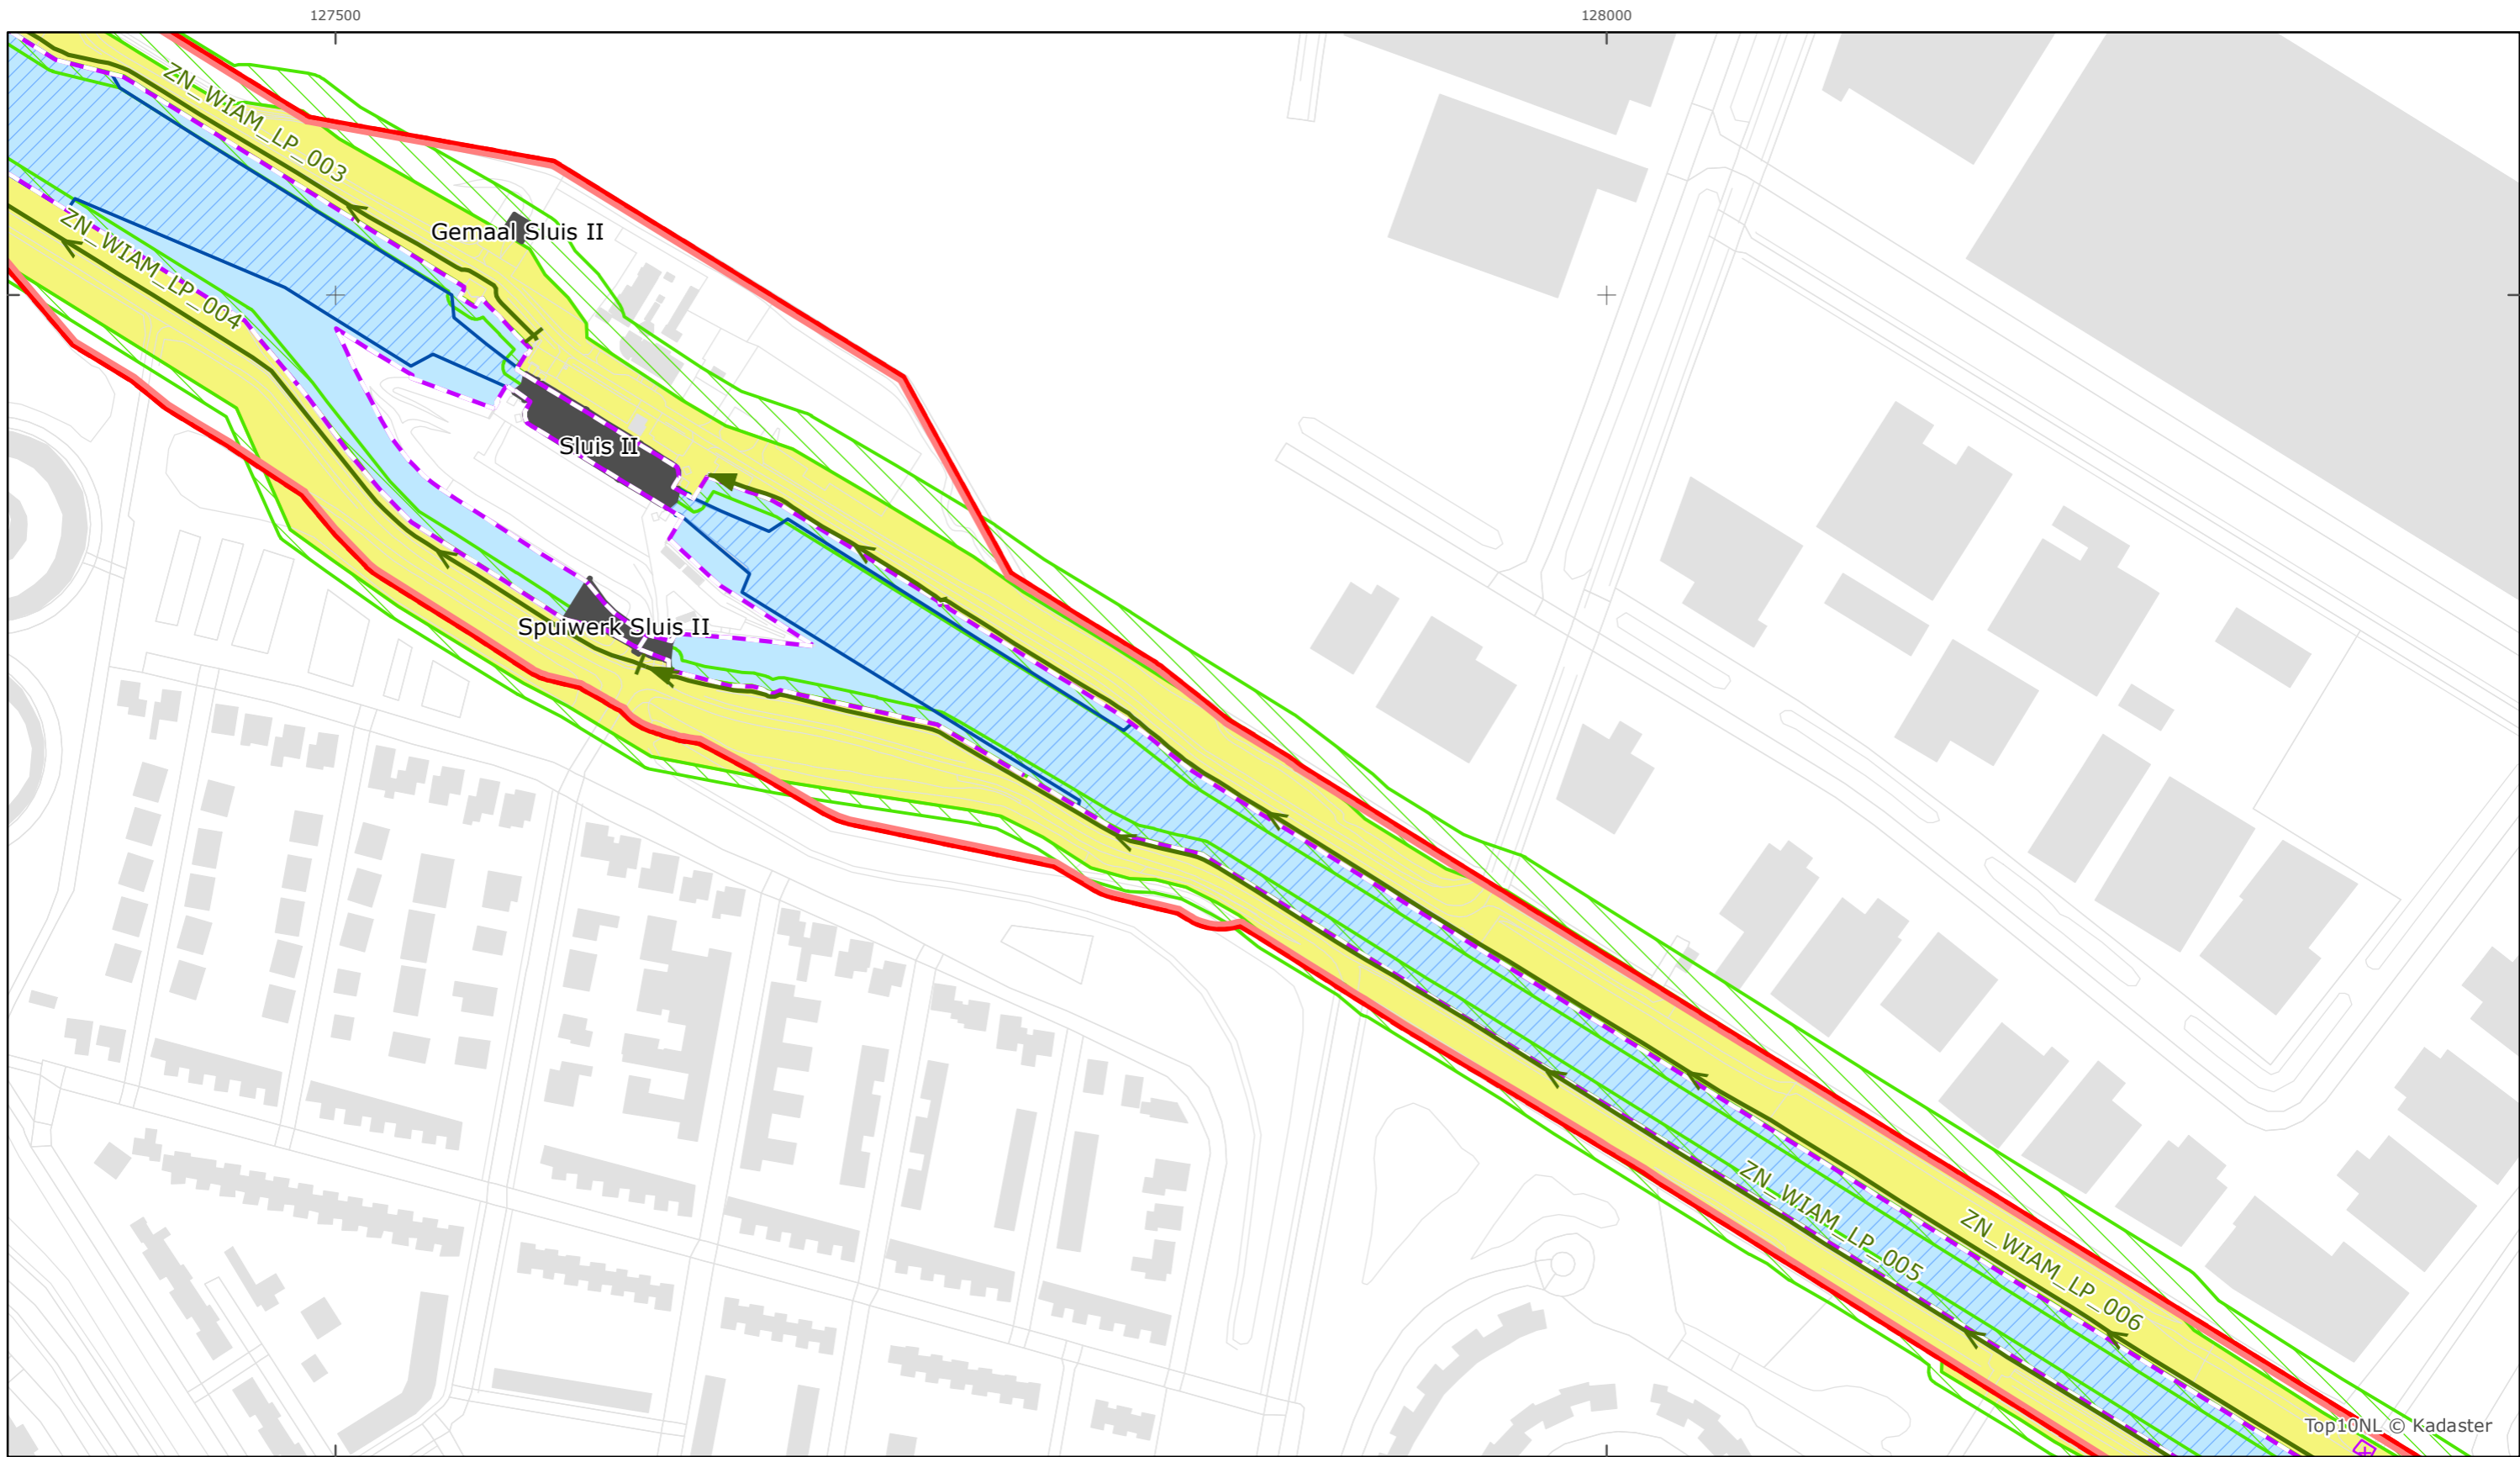 127500
128000
ZN_WIAM_LP_003
Gemaal Sluis II
ZN_WIAM_LP_004
Sluis II
Spuiwerk Sluis II
ZN_WIAM_LP_005
ZN_WIAM_LP_006
Top10NL © Kadaster